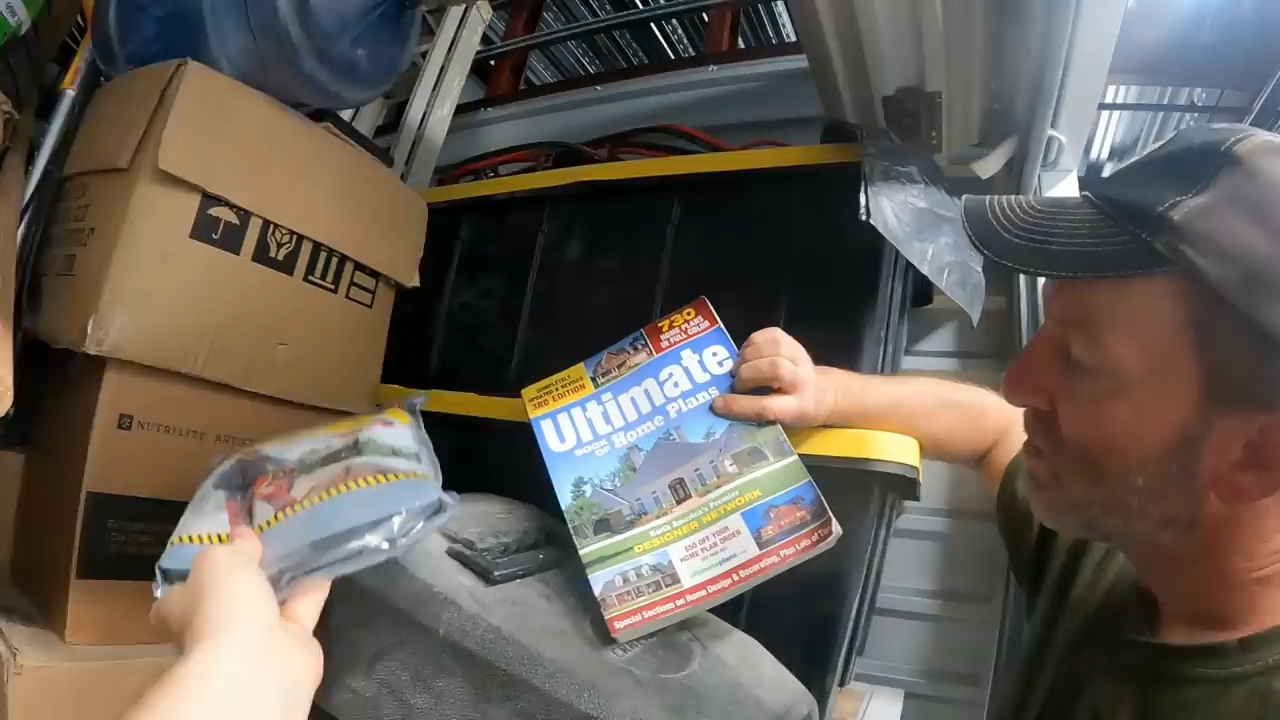 730
HOME PLANS
IN FULL COLOR
COMPLETELY
UPDATED & REVISED
3RD EDITION
Ultimate
BOOK OF Home Plans
North America's Premier
DESIGNER NETWORK
$50 OFF YOUR
HOME PLAN ORDER
Special Sections on Home Design & Decorating, Plus Lots of
NUTRILITE